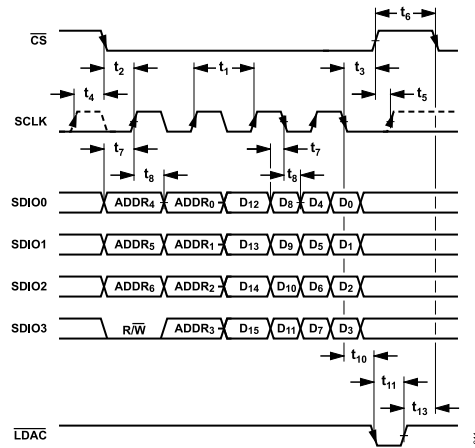 t6
CS
t2
t1
t3
t4
t5
SCLK
t7
t7
t8
t8
SDIO0
ADDR4
ADDR0
D12
D8
D4
D0
SDIO1
ADDR5
ADDR1
D13
D9
D5
D1
SDIO2
ADDR6
ADDR2
D14
D10
D6
D2
SDIO3
R/W
ADDR3
D15
D11
D7
D3
t10
t11
t13
LDAC